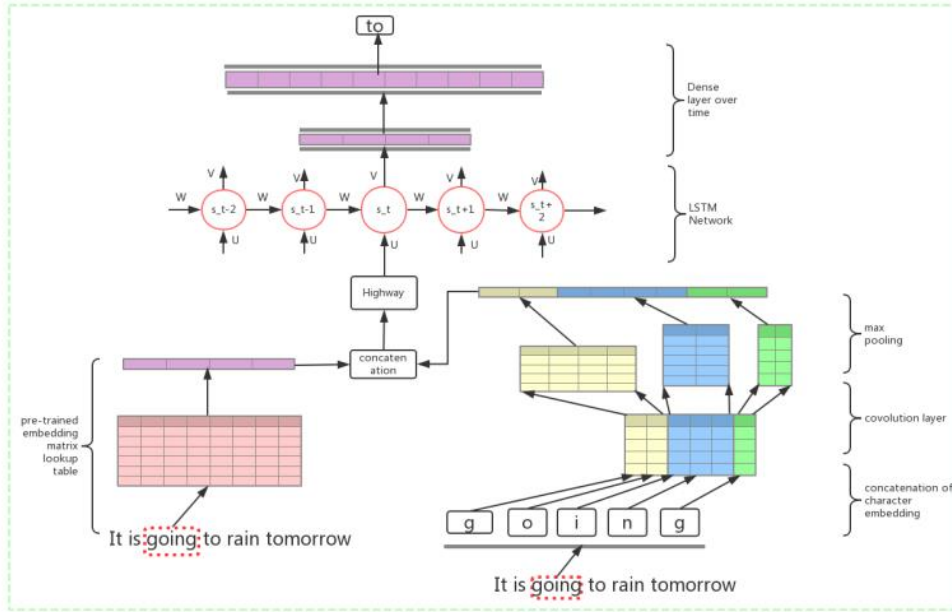 to
Dense
layer over
time
V
V
V
V
V
W
W
W
W
W
s_t-2
s_t-1
s_t
s_t+1
s_t+
2
LSTM
Network
U
U
U
U
U
Highway
concaten
ation
max
pooling
pre-trained
embedding
matrix
lookup
table
covolution layer
concatenation of
character
embedding
g
o
i
n
g
It is going to rain tomorrow
It is going to rain tomorrow